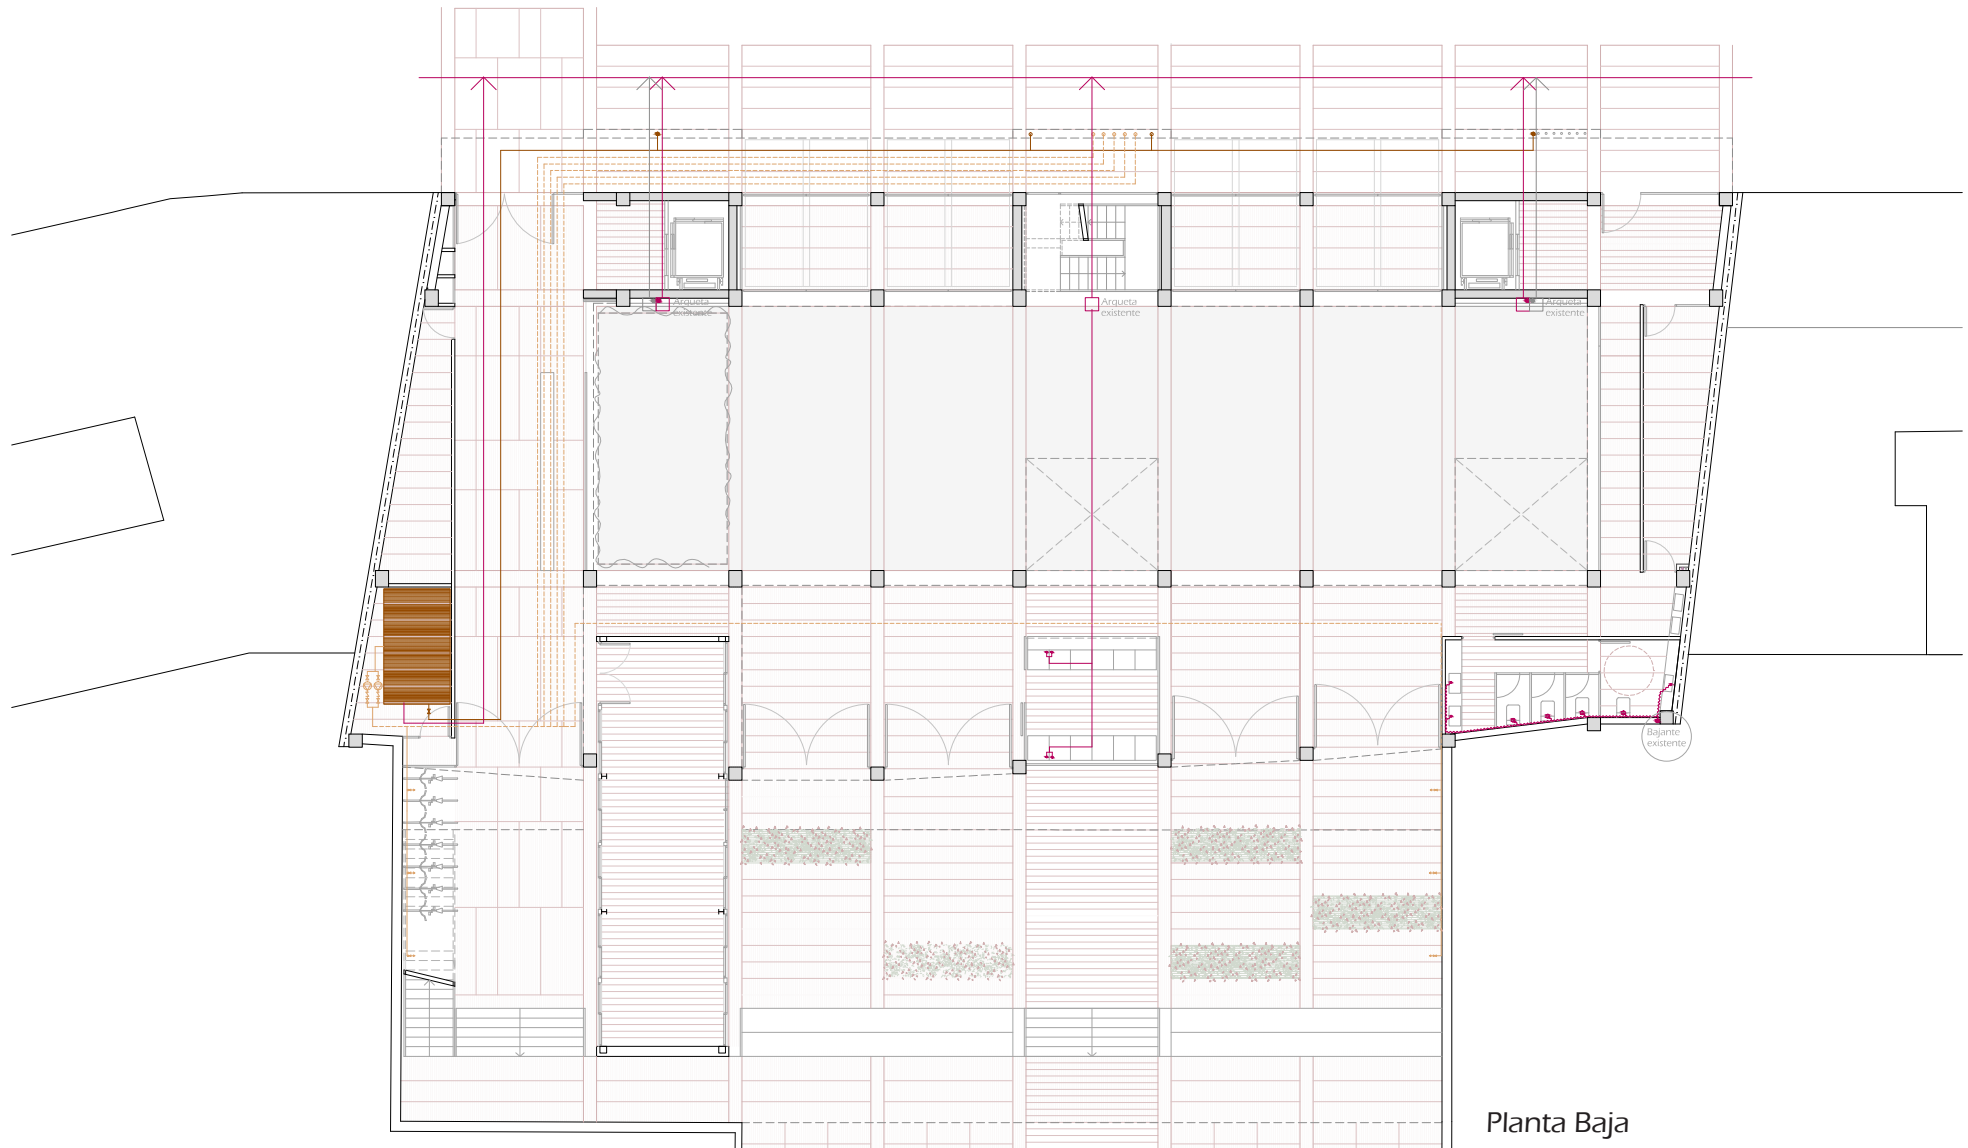 Arqueta
existente
Arqueta
existente
Arqueta
existente
Bajante
existente
Planta Baja